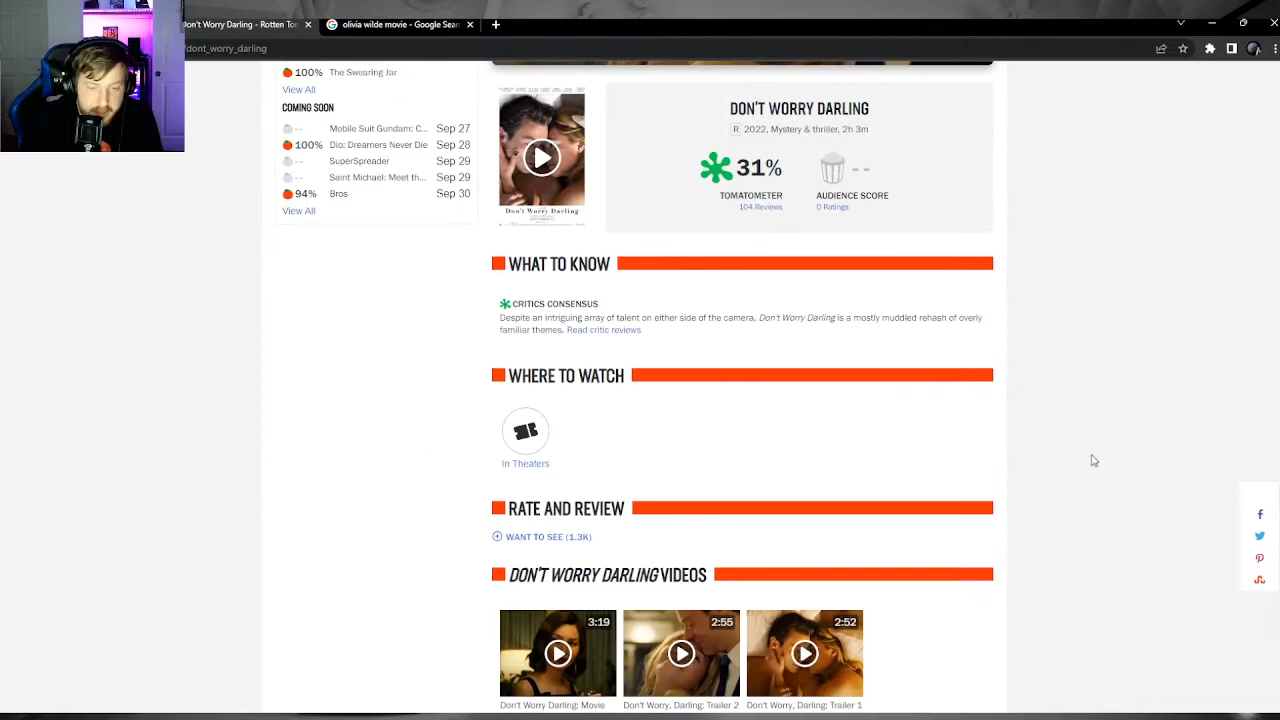 Don't Worry Darling - Rotten Tor
olivia wilde movie - Google Sear
/dont_worry_darling
100% The Swearing Jar
View All
COMING SOON
-- Mobile Suit Gundam: C... Sep 27
100% Dio: Dreamers Never Die Sep 28
-- SuperSpreader Sep 29
-- Saint Michael: Meet th... Sep 29
94% Bros Sep 30
View All
Don't Worry Darling
DON'T WORRY DARLING
R 2022, Mystery & thriller, 2h 3m
31%
--
TOMATOMETER
AUDIENCE SCORE
104 Reviews
0 Ratings
WHAT TO KNOW
CRITICS CONSENSUS
Despite an intriguing array of talent on either side of the camera, Don't Worry Darling is a mostly muddled rehash of overly
familiar themes. Read critic reviews
WHERE TO WATCH
In Theaters
RATE AND REVIEW
WANT TO SEE (1.3K)
DON'T WORRY DARLING VIDEOS
3:19
2:55
2:52
Don't Worry Darling: Movie
Don't Worry, Darling: Trailer 2
Don't Worry, Darling: Trailer 1